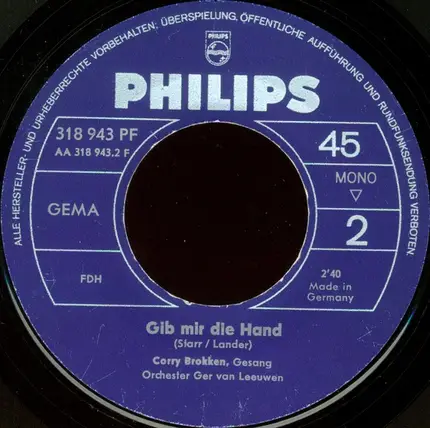 ALLE HERSTELLER- UND URHEBERRECHTE VORBEHALTEN; ÜBERSPIELUNG, ÖFFENTLICHE AUFFÜHRUNG UND RUNDFUNKSENDUNG VERBOTEN
PHILIPS
PHILIPS
318 943 PF
AA 318 943.2 F
45
MONO
▽
GEMA
2
FDH
2'40
Made in
Germany
Gib mir die Hand
(Starr / Lander)
Corry Brokken, Gesang
Orchester Ger van Leeuwen